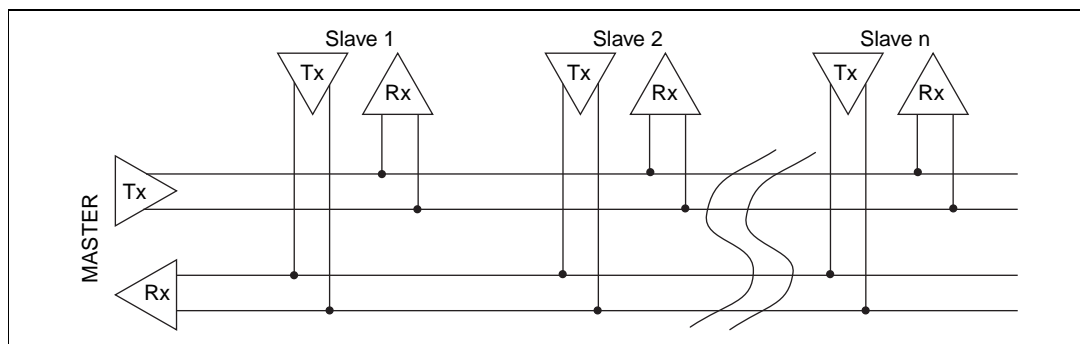 Slave 1
Slave 2
Slave n
Tx
Rx
Tx
Rx
Tx
Rx
MASTER
Tx
Rx